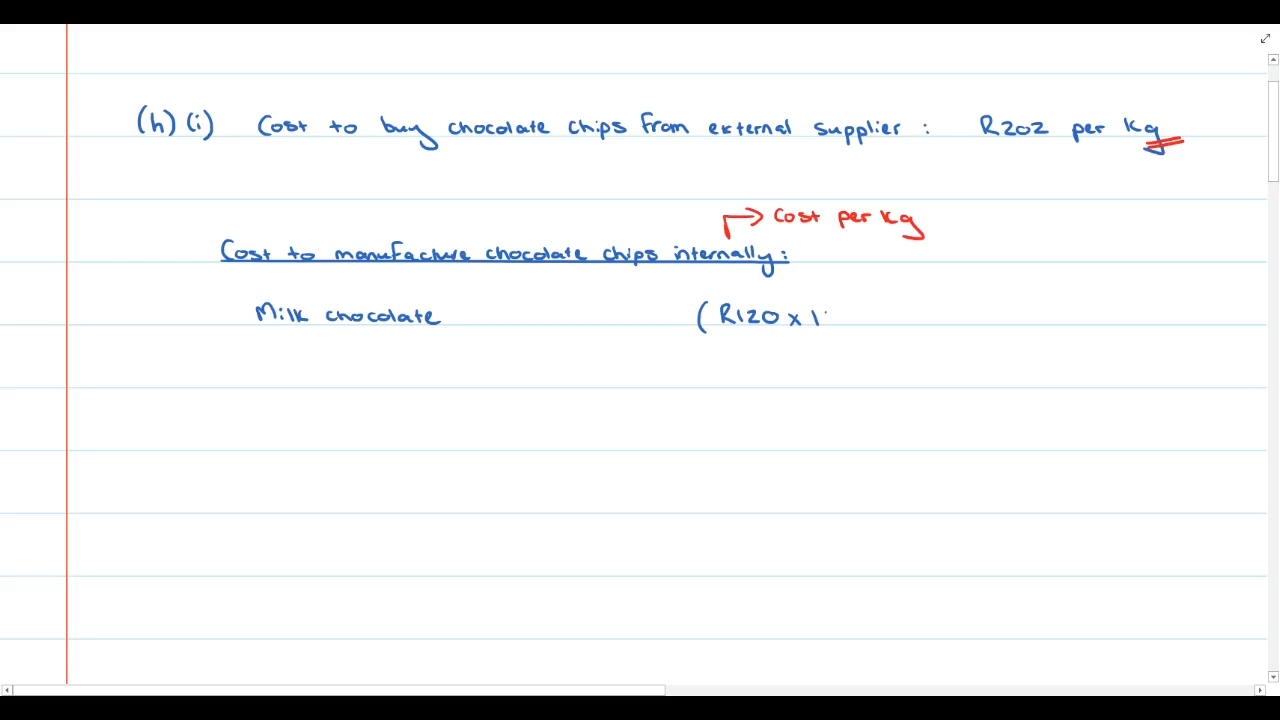 (h) (i) Cost to buy chocolate chips from external supplier : R202 per kg
Cost per kg
Cost to manufacture chocolate chips internally:
Milk chocolate (R120 x 1